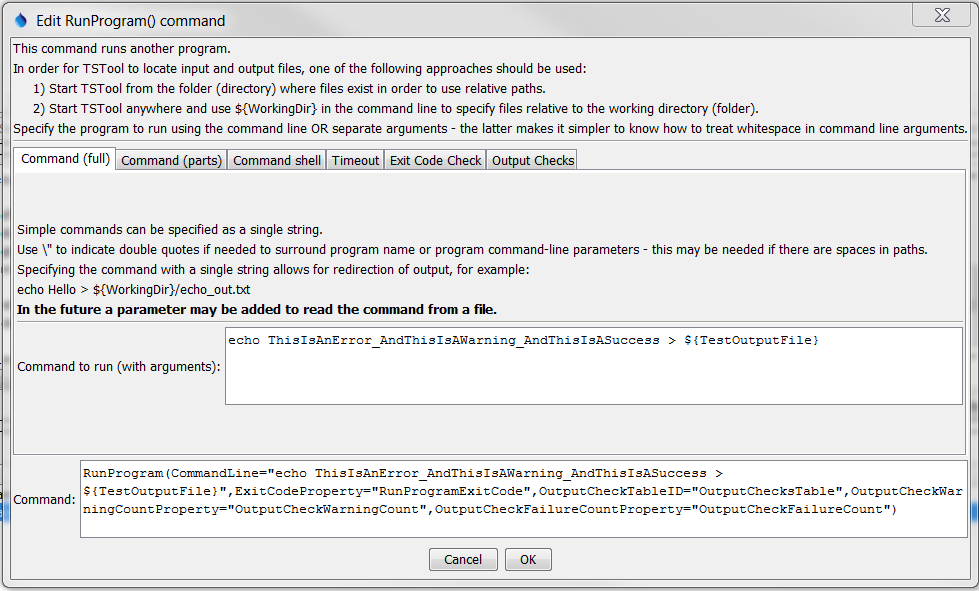 Edit RunProgram() command
This command runs another program.
In order for TSTool to locate input and output files, one of the following approaches should be used:
1) Start TSTool from the folder (directory) where files exist in order to use relative paths.
2) Start TSTool anywhere and use ${WorkingDir} in the command line to specify files relative to the working directory (folder).
Specify the program to run using the command line OR separate arguments - the latter makes it simpler to know how to treat whitespace in command line arguments.
Command (full) Command (parts) Command shell Timeout Exit Code Check Output Checks
Simple commands can be specified as a single string.
Use \" to indicate double quotes if needed to surround program name or program command-line parameters - this may be needed if there are spaces in paths.
Specifying the command with a single string allows for redirection of output, for example:
echo Hello > ${WorkingDir}/echo_out.txt
In the future a parameter may be added to read the command from a file.
Command to run (with arguments): echo ThisIsAnError_AndThisIsAWarning_AndThisIsASuccess > ${TestOutputFile}
RunProgram(CommandLine="echo ThisIsAnError_AndThisIsAWarning_AndThisIsASuccess >
Command: ${TestOutputFile}",ExitCodeProperty="RunProgramExitCode",OutputCheckTableID="OutputChecksTable",OutputCheckWar
ningCountProperty="OutputCheckWarningCount",OutputCheckFailureCountProperty="OutputCheckFailureCount")
Cancel OK